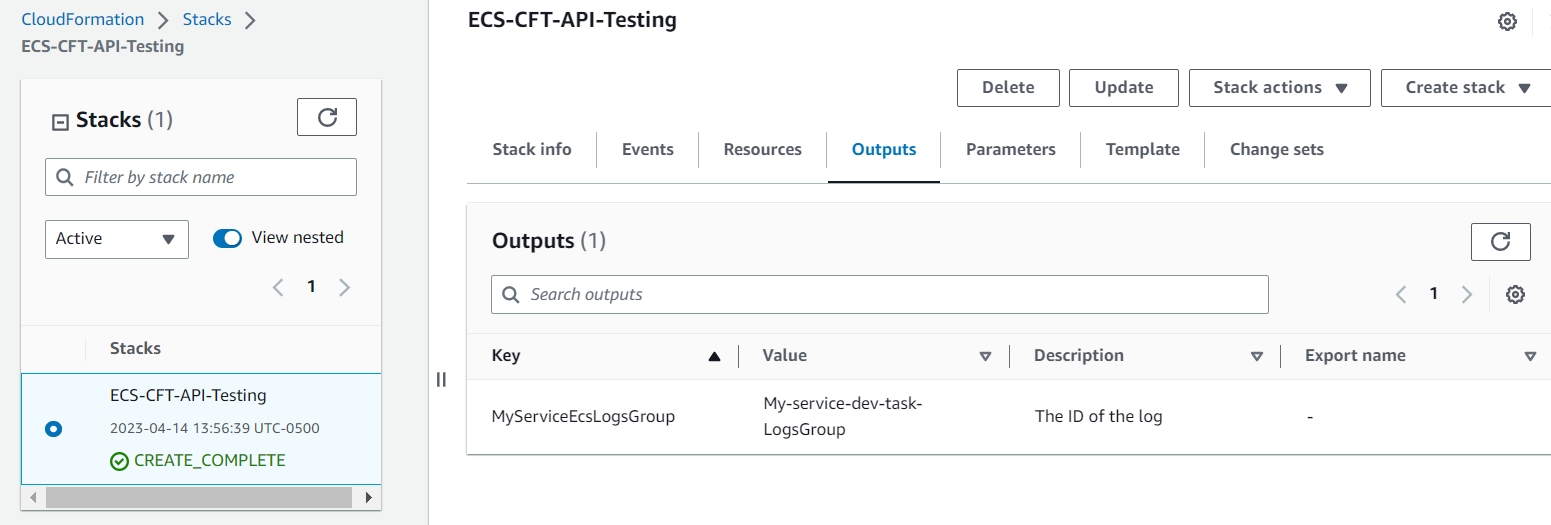 CloudFormation
Stacks
ECS-CFT-API-Testing
Stacks (1)
Filter by stack name
Active
View nested
1
Stacks
ECS-CFT-API-Testing
2023-04-14 13:56:39 UTC-0500
CREATE_COMPLETE
ECS-CFT-API-Testing
Delete
Update
Stack actions
Create stack
Stack info
Events
Resources
Outputs
Parameters
Template
Change sets
Outputs (1)
Search outputs
1
Key
Value
Description
Export name
MyServiceEcsLogsGroup
My-service-dev-task-
LogsGroup
The ID of the log
-